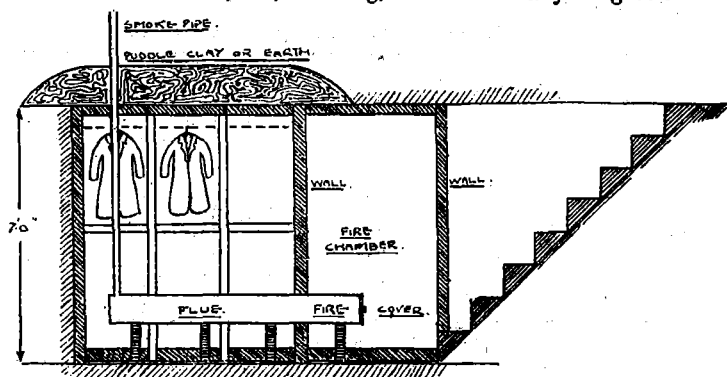 SMOKE PIPE.
PUDDLE CLAY OR EARTH.
WALL
WALL.
7'.0"
FIRE
CHAMBER.
FLUE.
FIRE
COVER.